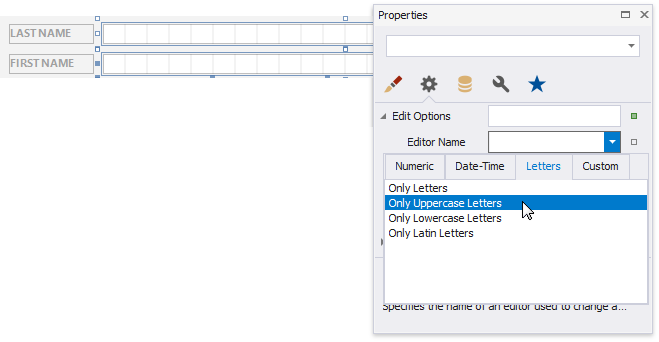 LAST NAME
FIRST NAME
Properties
Edit Options
Editor Name
Numeric Date-Time Letters Custom
Only Letters
Only Uppercase Letters
Only Lowercase Letters
Only Latin Letters
Specifies the name of an editor used to change a...